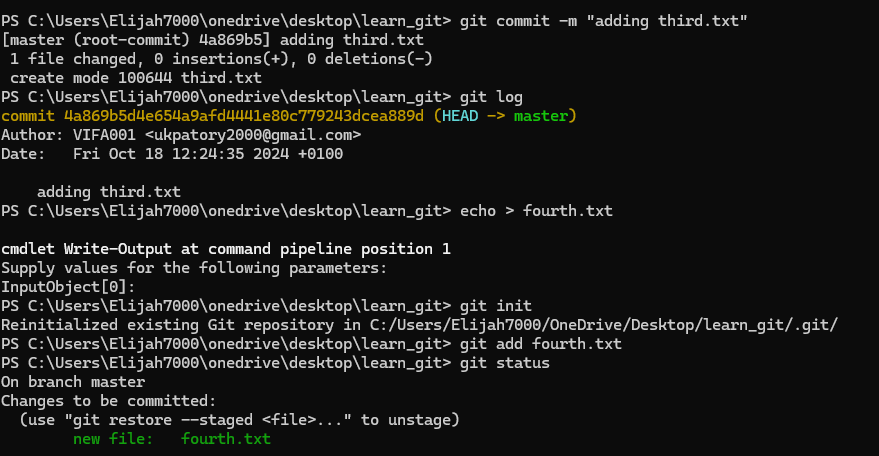 PS C:\Users\Elijah7000\onedrive\desktop\learn_git> git commit -m "adding third.txt"
[master (root-commit) 4a869b5] adding third.txt
 1 file changed, 0 insertions(+), 0 deletions(-)
 create mode 100644 third.txt
PS C:\Users\Elijah7000\onedrive\desktop\learn_git> git log
commit 4a869b5d4e654a9afd4441e80c779243dcea889d (HEAD -> master)
Author: VIFA001 <ukpatory2000@gmail.com>
Date:   Fri Oct 18 12:24:35 2024 +0100
    adding third.txt
PS C:\Users\Elijah7000\onedrive\desktop\learn_git> echo > fourth.txt
cmdlet Write-Output at command pipeline position 1
Supply values for the following parameters:
InputObject[0]:
PS C:\Users\Elijah7000\onedrive\desktop\learn_git> git init
Reinitialized existing Git repository in C:/Users/Elijah7000/OneDrive/Desktop/learn_git/.git/
PS C:\Users\Elijah7000\onedrive\desktop\learn_git> git add fourth.txt
PS C:\Users\Elijah7000\onedrive\desktop\learn_git> git status
On branch master
Changes to be committed:
  (use "git restore --staged <file>..." to unstage)
        new file:   fourth.txt